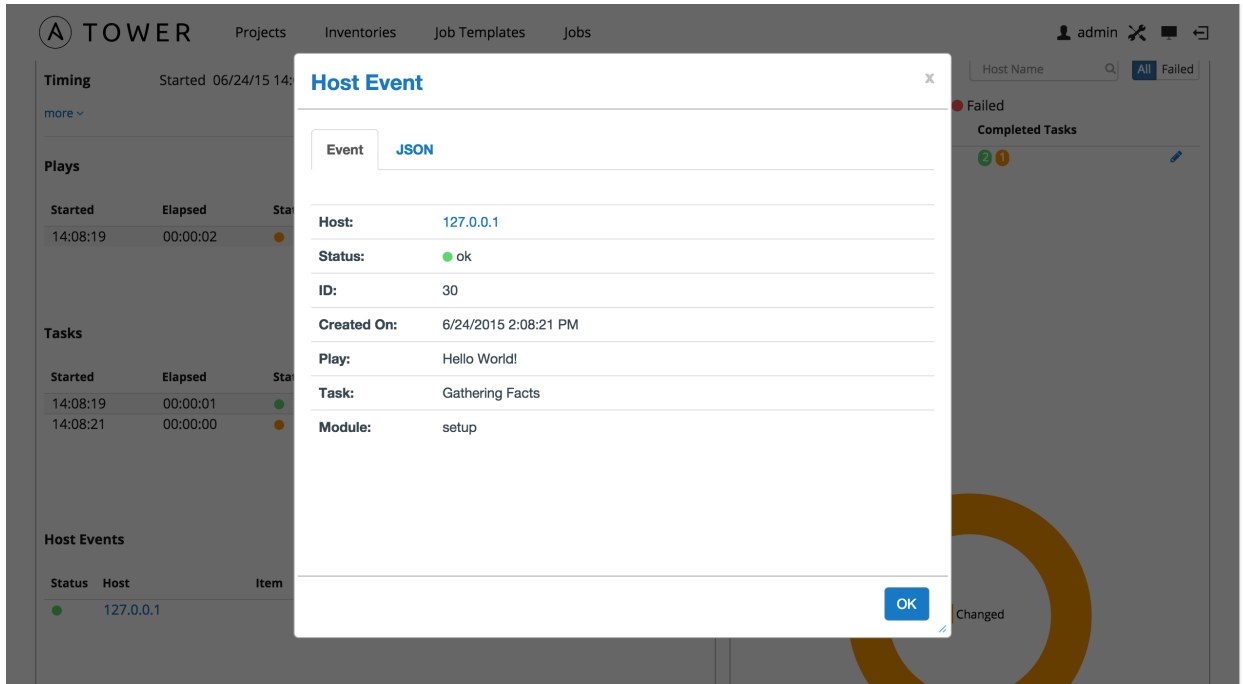 TOWER Projects Inventories Job Templates Jobs admin
Timing Started 06/24/15 14:
more
Host Name All Failed
Failed
Completed Tasks
2 1
Plays
Started Elapsed Sta
14:08:19 00:00:02
Tasks
Started Elapsed Sta
14:08:19 00:00:01
14:08:21 00:00:00
Host Events
Status Host Item
127.0.0.1
Changed
Host Event x
Event JSON
Host: 127.0.0.1
Status: ok
ID: 30
Created On: 6/24/2015 2:08:21 PM
Play: Hello World!
Task: Gathering Facts
Module: setup
OK